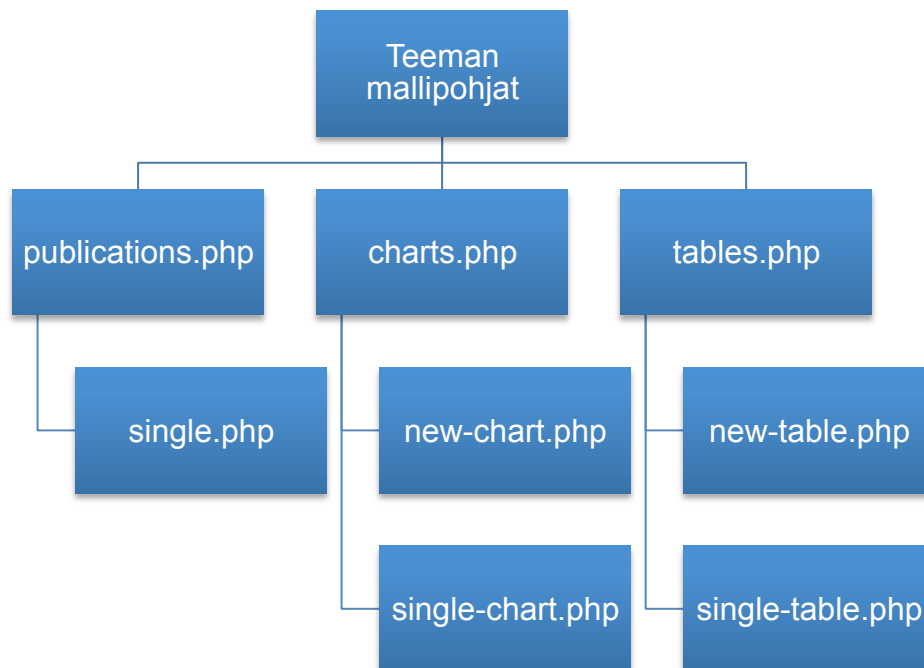 Teeman
mallipohjat
publications.php
charts.php
tables.php
single.php
new-chart.php
new-table.php
single-chart.php
single-table.php